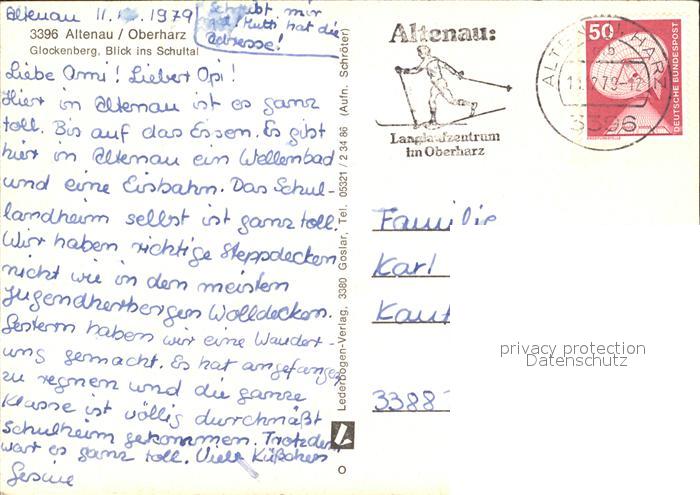 Altenau 11. 1979
Schreibt mir
mal! Mutti hat die
Adresse!
3396 Altenau / Oberharz
Glockenberg, Blick ins Schultal
Liebe Omi! Lieber Opi!
Hier in Altenau ist es ganz
toll. Bis auf das Essen. Es gibt
hier in Altenau ein Wellenbad
und eine Eisbahn. Das Schul-
landheim selbst ist ganz toll.
Wir haben richtige Steppdecken
nicht wie in den meisten
Jugendherbergen Wolldecken.
Gestern haben wir eine Wander-
ung gemacht. Es hat angefangen
zu regnen und die ganze
Klasse ist völlig durchnäßt
Schulheim gekommen. Trotzdem
war es ganz toll. Viele Küßchen
Gesine
Lederbogen-Verlag, 3380 Goslar, Tel. 05321 / 2 34 86 (Aufn. Schröter)
Altenau:
Langlaufzentrum
im Oberharz
ALTENAU, HARZ
mb
3396
50
DEUTSCHE BUNDESPOST
Familie
Karl
Kaut
3388
privacy protection
Datenschutz